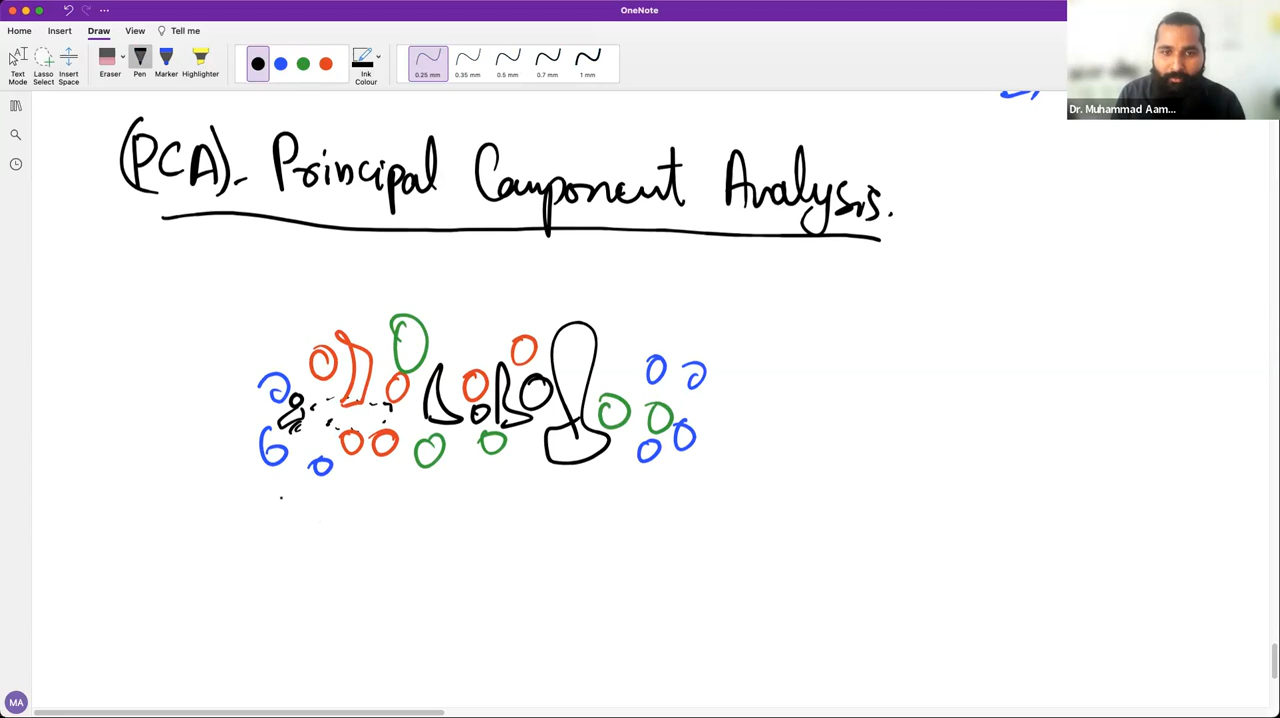 OneNote
Home Insert Draw View Tell me
Text Mode Lasso Select Insert Space Eraser Pen Marker Highlighter 0.25 mm 0.35 mm 0.5 mm 0.7 mm 1 mm Ink Colour
Dr. Muhammad Aam...
(PCA). Principal Component Analysis.
MA